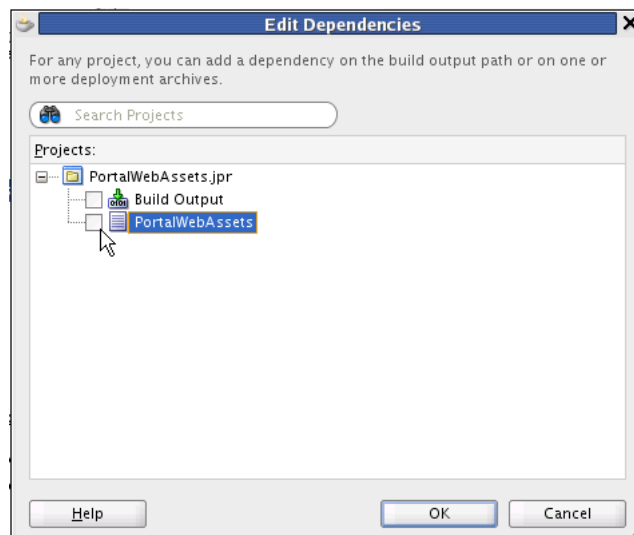 Edit Dependencies
For any project, you can add a dependency on the build output path or on one or
more deployment archives.
Search Projects
Projects:
PortalWebAssets.jpr
Build Output
PortalWebAssets
Help
OK
Cancel